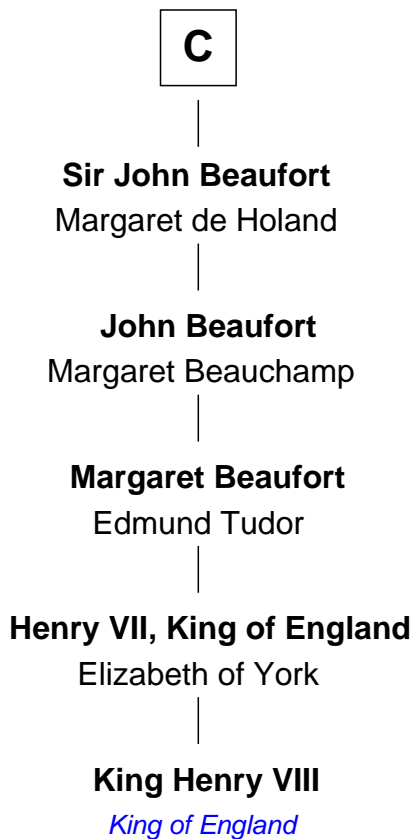 C
Sir John Beaufort
Margaret de Holand
John Beaufort
Margaret Beauchamp
Margaret Beaufort
Edmund Tudor
Henry VII, King of England
Elizabeth of York
King Henry VIII
King of England